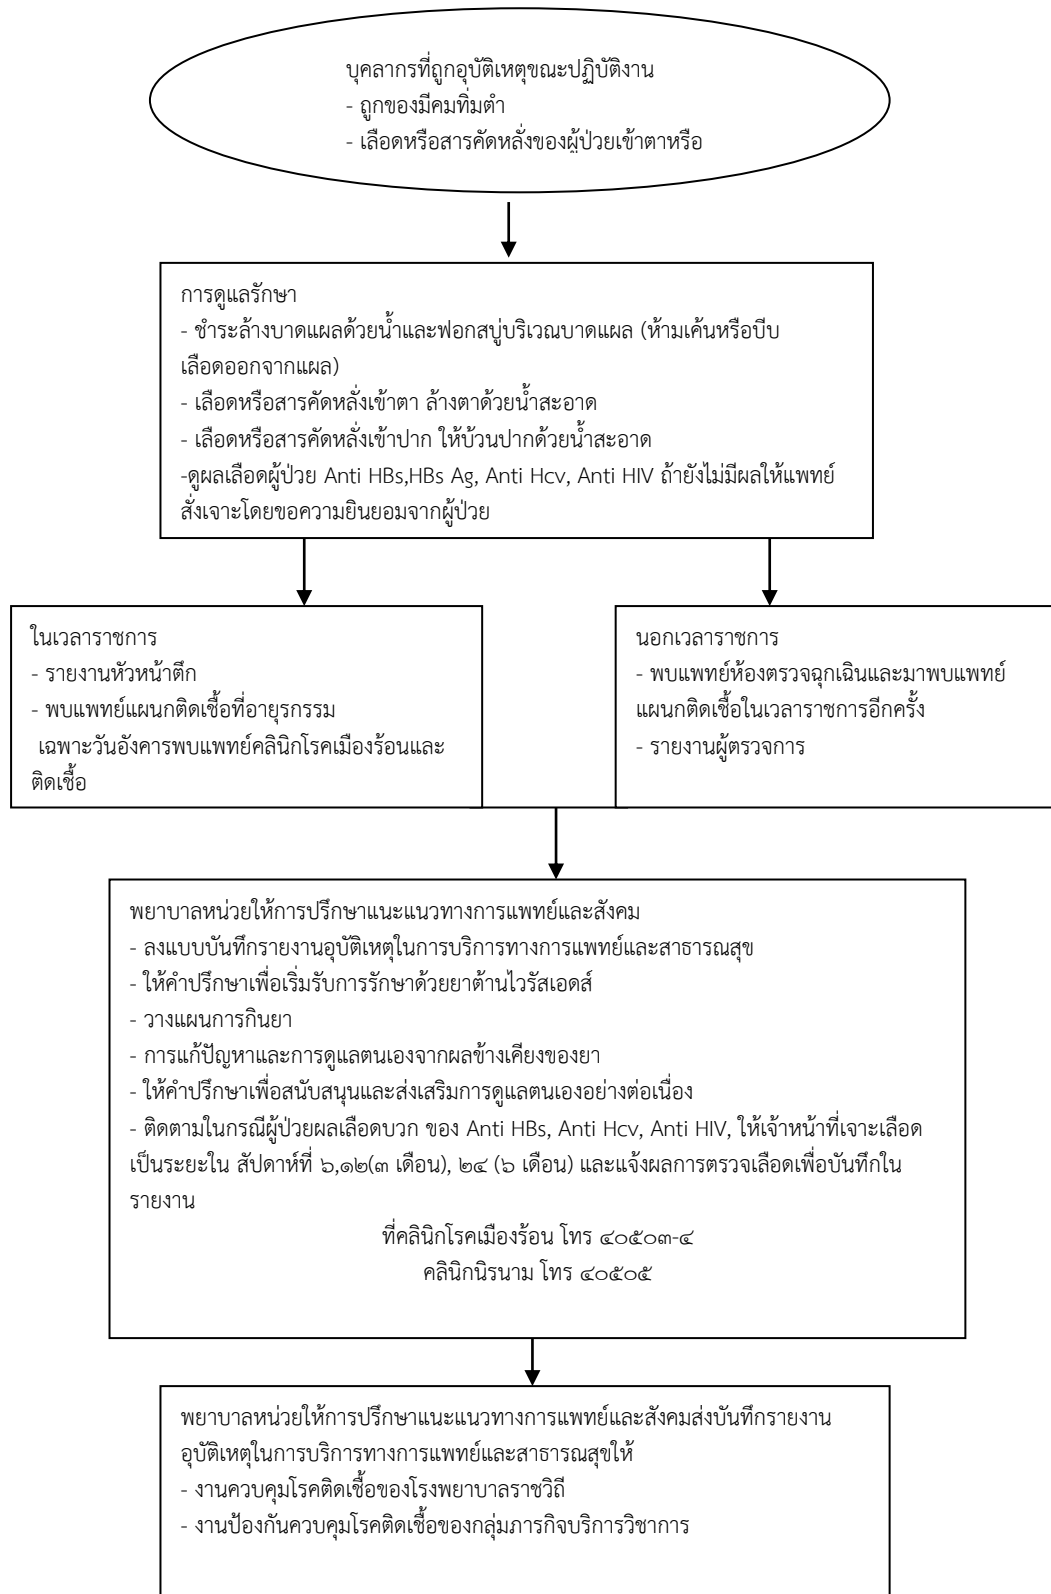 บุคลากรที่ถูกอุบัติเหตุขณะปฏิบัติงาน
- ถูกของมีคมทิ่มตำ
- เลือดหรือสารคัดหลั่งของผู้ป่วยเข้าตาหรือ
การดูแลรักษา
- ชำระล้างบาดแผลด้วยน้ำและฟอกสบู่บริเวณบาดแผล (ห้ามเค้นหรือบีบ
เลือดออกจากแผล)
- เลือดหรือสารคัดหลั่งเข้าตา ล้างตาด้วยน้ำสะอาด
- เลือดหรือสารคัดหลั่งเข้าปาก ให้บ้วนปากด้วยน้ำสะอาด
-ดูผลเลือดผู้ป่วย Anti HBs,HBs Ag, Anti Hcv, Anti HIV ถ้ายังไม่มีผลให้แพทย์
สั่งเจาะโดยขอความยินยอมจากผู้ป่วย
ในเวลาราชการ
- รายงานหัวหน้าตึก
- พบแพทย์แผนกติดเชื้อที่อายุรกรรม
เฉพาะวันอังคารพบแพทย์คลินิกโรคเมืองร้อนและ
ติดเชื้อ
นอกเวลาราชการ
- พบแพทย์ห้องตรวจฉุกเฉินและมาพบแพทย์
แผนกติดเชื้อในเวลาราชการอีกครั้ง
- รายงานผู้ตรวจการ
พยาบาลหน่วยให้การปรึกษาแนะแนวทางการแพทย์และสังคม
- ลงแบบบันทึกรายงานอุบัติเหตุในการบริการทางการแพทย์และสาธารณสุข
- ให้คำปรึกษาเพื่อเริ่มรับการรักษาด้วยยาต้านไวรัสเอดส์
- วางแผนการกินยา
- การแก้ปัญหาและการดูแลตนเองจากผลข้างเคียงของยา
- ให้คำปรึกษาเพื่อสนับสนุนและส่งเสริมการดูแลตนเองอย่างต่อเนื่อง
- ติดตามในกรณีผู้ป่วยผลเลือดบวก ของ Anti HBs, Anti Hcv, Anti HIV, ให้เจ้าหน้าที่เจาะเลือด
เป็นระยะใน สัปดาห์ที่ ๖,๑๒(๓ เดือน), ๒๔ (๖ เดือน) และแจ้งผลการตรวจเลือดเพื่อบันทึกใน
รายงาน
ที่คลินิกโรคเมืองร้อน โทร ๔๐๕๐๓-๔
คลินิกนิรนาม โทร ๔๐๕๐๕
พยาบาลหน่วยให้การปรึกษาแนะแนวทางการแพทย์และสังคมส่งบันทึกรายงาน
อุบัติเหตุในการบริการทางการแพทย์และสาธารณสุขให้
- งานควบคุมโรคติดเชื้อของโรงพยาบาลราชวิถี
- งานป้องกันควบคุมโรคติดเชื้อของกลุ่มภารกิจบริการวิชาการ